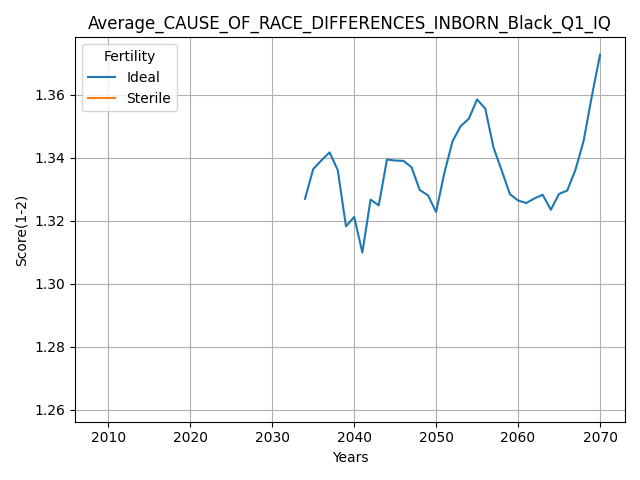 Average_CAUSE_OF_RACE_DIFFERENCES_INBORN_Black_Q1_IQ
Fertility
Ideal
Sterile
Score(1-2)
1.36
1.34
1.32
1.30
1.28
1.26
2010 2020 2030 2040 2050 2060 2070
Years